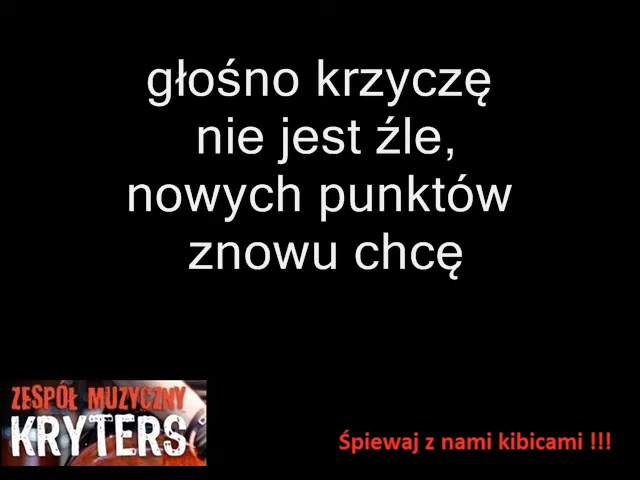 głośno krzyczę
nie jest źle,
nowych punktów
znowu chcę
ZESPÓŁ MUZYCZNY
KRYTERS
Śpiewaj z nami kibicami !!!